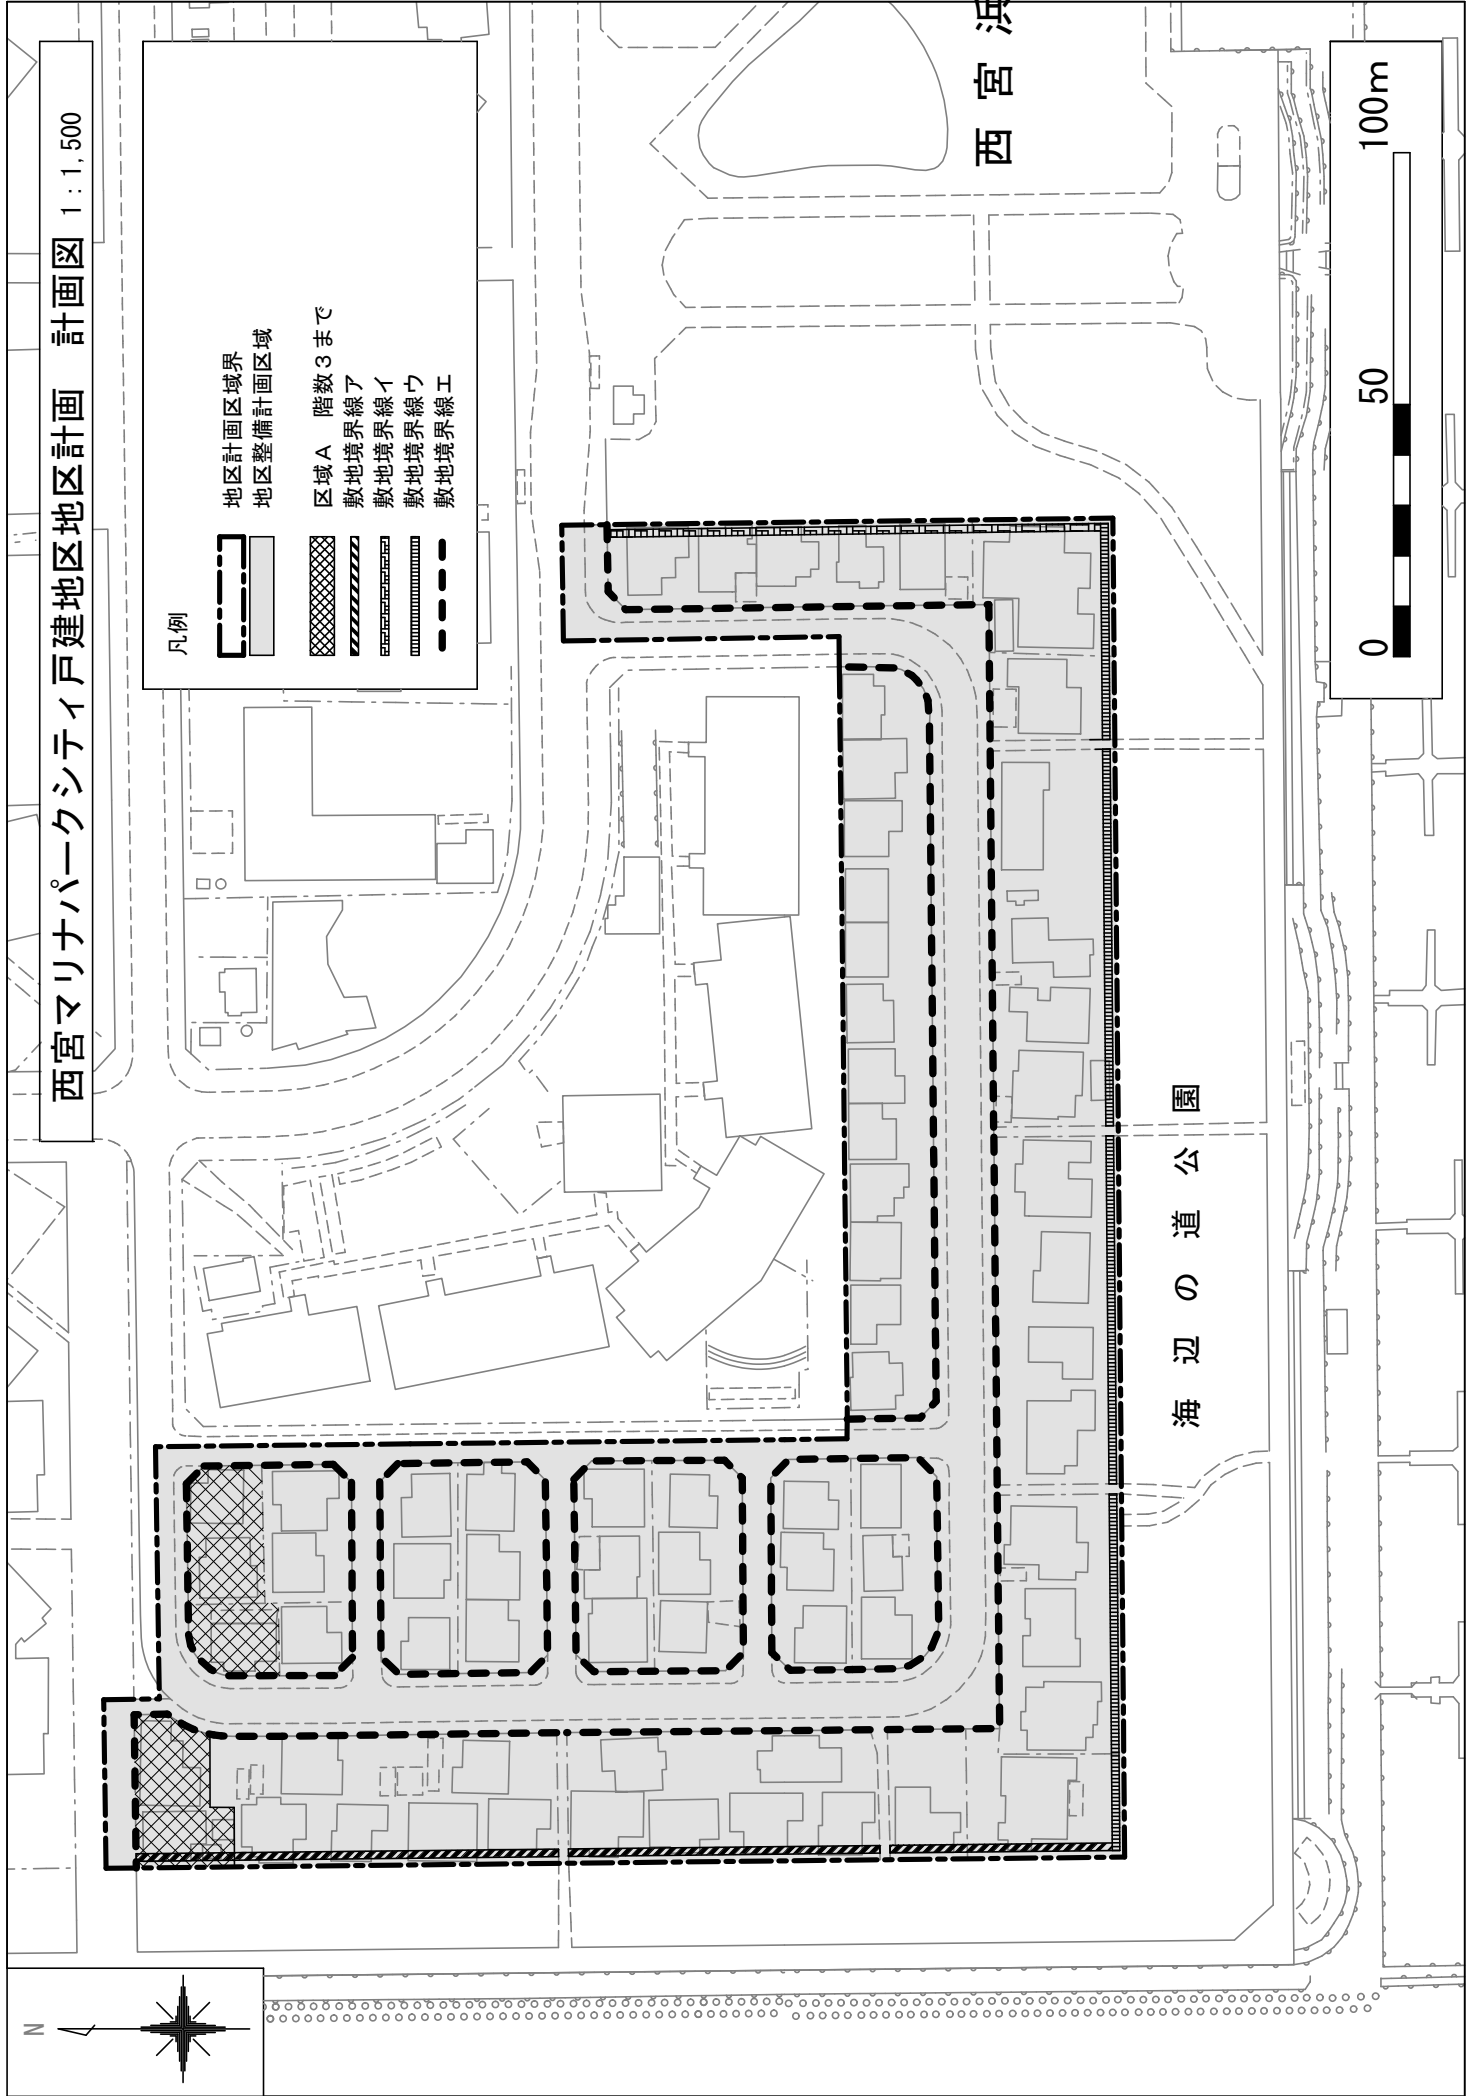 西宮マリナパークシティ戸建地区地区計画　計画図 1:1,500
凡例
地区計画区域界
地区整備計画区域
区域A　階数3まで
敷地境界線ア
敷地境界線イ
敷地境界線ウ
敷地境界線エ
西宮浜
海辺の道公園
0 50 100m
N